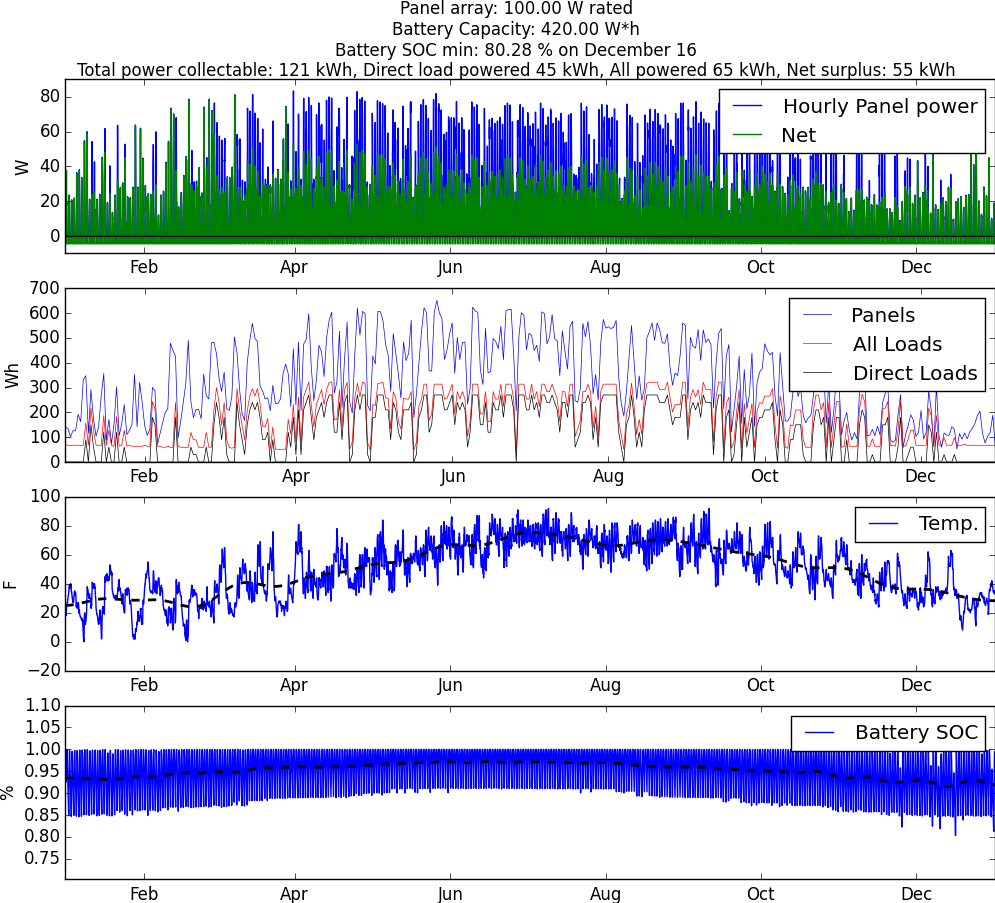 Panel array: 100.00 W rated
Battery Capacity: 420.00 W*h
Battery SOC min: 80.28 % on December 16
Total power collectable: 121 kWh, Direct load powered 45 kWh, All powered 65 kWh, Net surplus: 55 kWh
80
60
40
20
0
W
Hourly Panel power
Net
Feb Apr Jun Aug Oct Dec
700
600
500
400
300
200
100
0
Wh
Panels
All Loads
Direct Loads
Feb Apr Jun Aug Oct Dec
100
80
60
40
20
0
−20
F
Temp.
Feb Apr Jun Aug Oct Dec
1.10
1.05
1.00
0.95
0.90
0.85
0.80
0.75
%
Battery SOC
Feb Apr Jun Aug Oct Dec